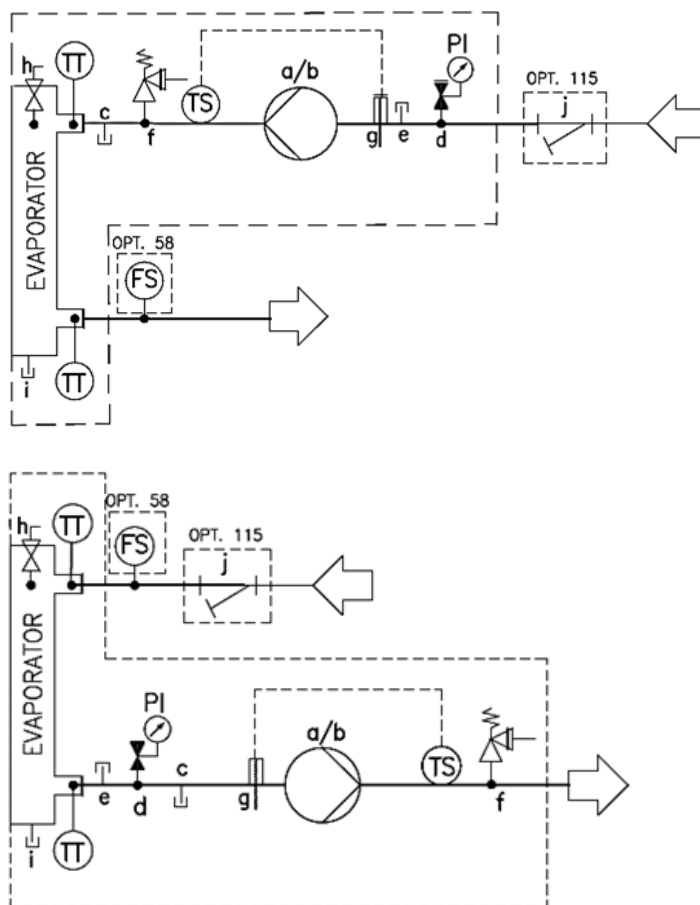 PI
a/b
OPT. 115
h
TT
TS
j
c
f
g
e
d
EVAPORATOR
OPT. 58
FS
i
TT
OPT. 58
h
TT
FS
OPT. 115
j
EVAPORATOR
PI
a/b
c
TS
e
d
g
f
i
TT